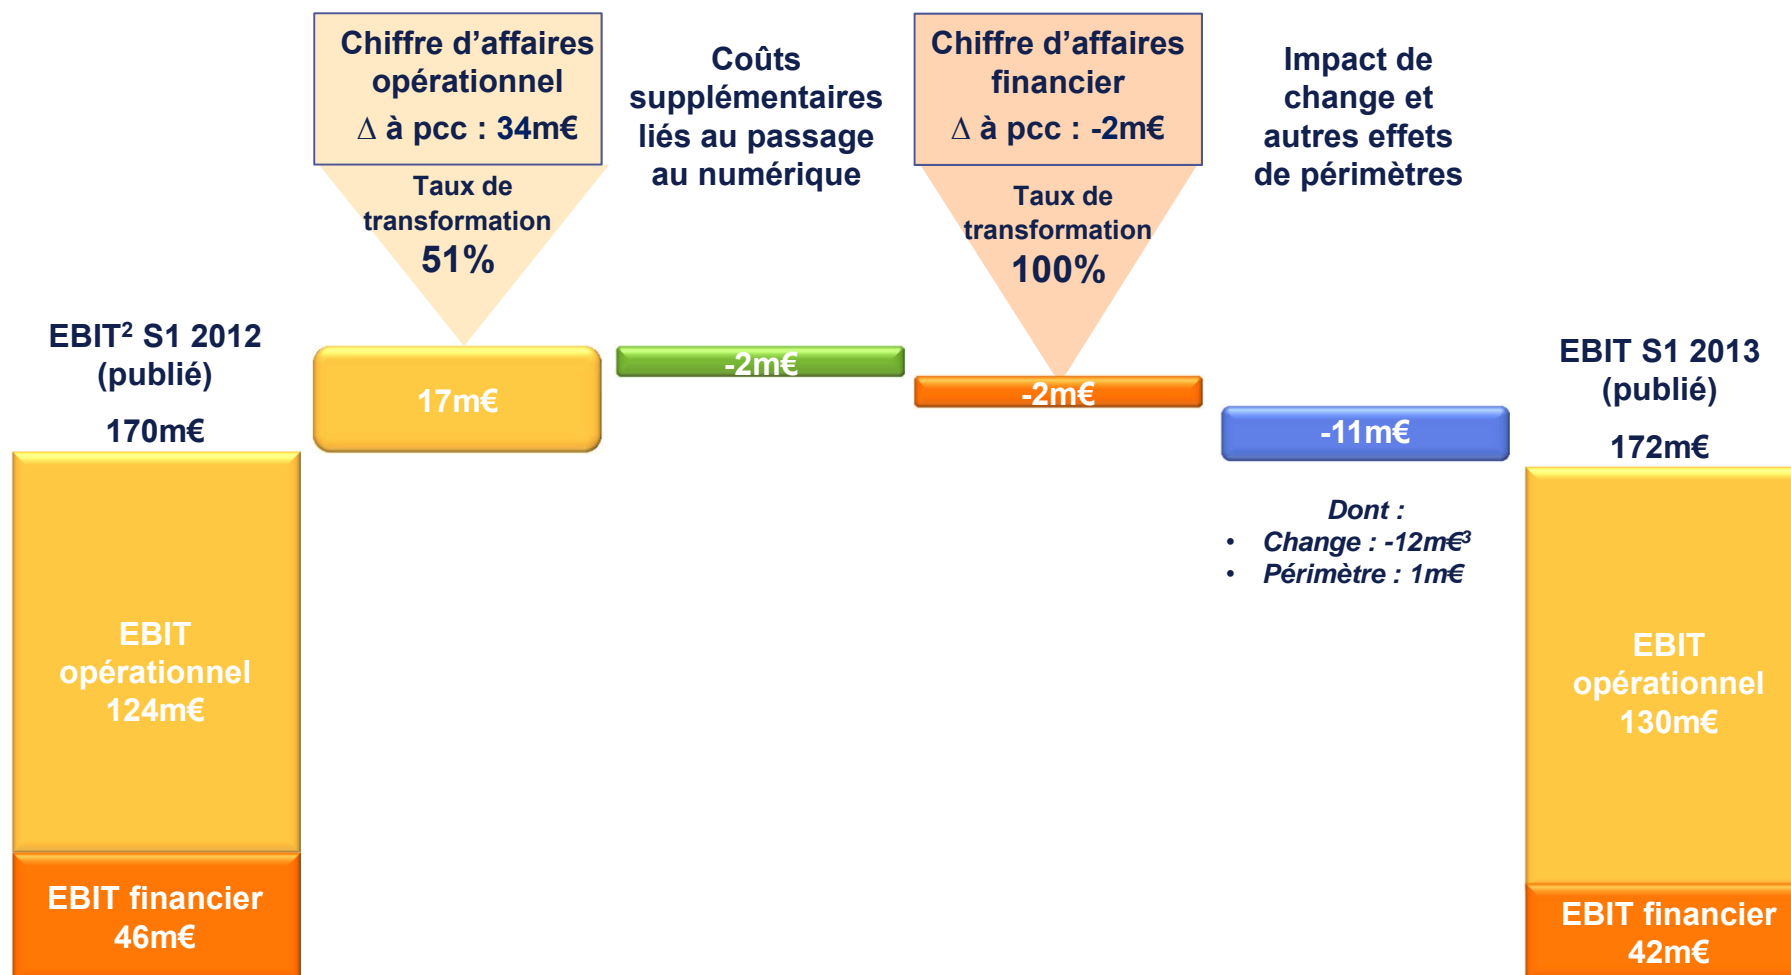 Chiffre d’affaires
opérationnel
Δ à pcc : 34m€
Taux de
transformation
51%
Coûts
supplémentaires
liés au passage
au numérique
Chiffre d’affaires
financier
Δ à pcc : -2m€
Taux de
transformation
100%
Impact de
change et
autres effets
de périmètres
EBIT² S1 2012
(publié)
170m€
17m€
-2m€
-2m€
-11m€
EBIT S1 2013
(publié)
172m€
Dont :
• Change : -12m€³
• Périmètre : 1m€
EBIT
opérationnel
124m€
EBIT financier
46m€
EBIT
opérationnel
130m€
EBIT financier
42m€